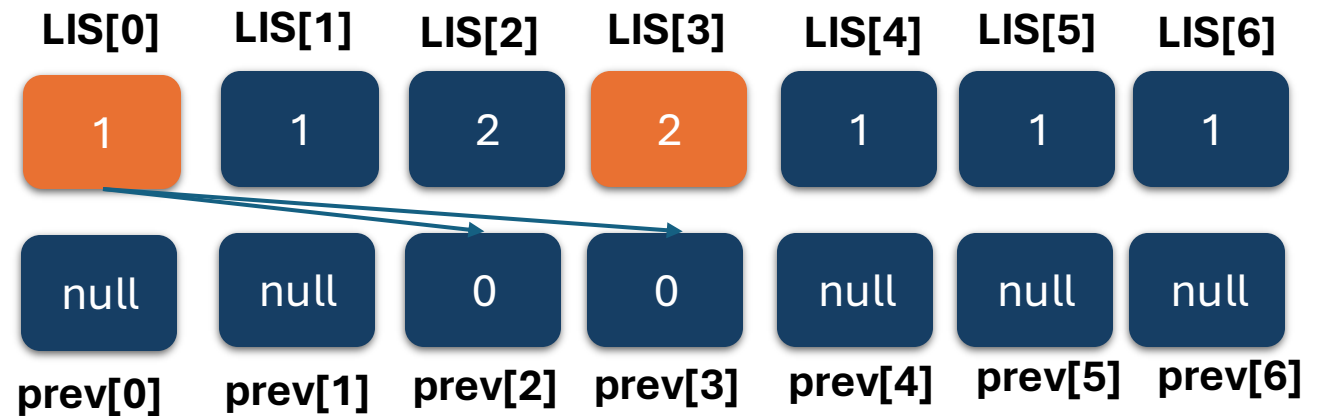 LIS[0] LIS[1] LIS[2] LIS[3] LIS[4] LIS[5] LIS[6]
1 1 2 2 1 1 1
null null 0 0 null null null
prev[0] prev[1] prev[2] prev[3] prev[4] prev[5] prev[6]